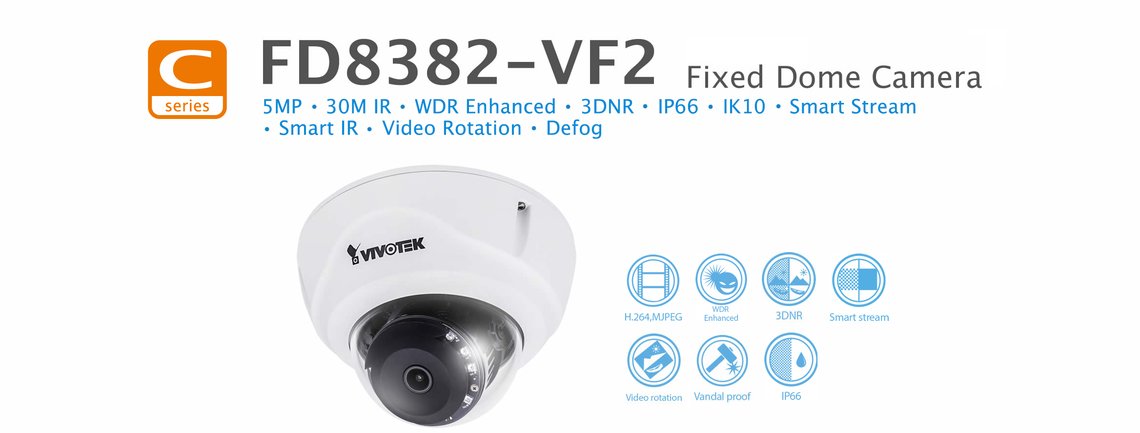 C
series
FD8382-VF2 Fixed Dome Camera
5MP • 30M IR • WDR Enhanced • 3DNR • IP66 • IK10 • Smart Stream
• Smart IR • Video Rotation • Defog
VIVOTEK
H.264,MJPEG
WDR
Enhanced
3DNR
Smart stream
Video rotation
Vandal proof
IP66